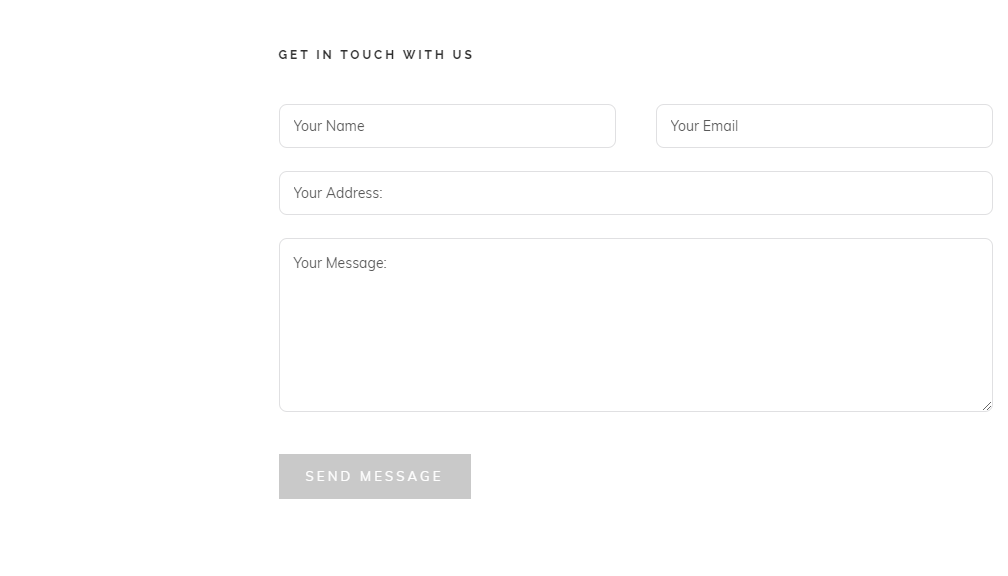 GET IN TOUCH WITH US
Your Name
Your Email
Your Address:
Your Message:
SEND MESSAGE